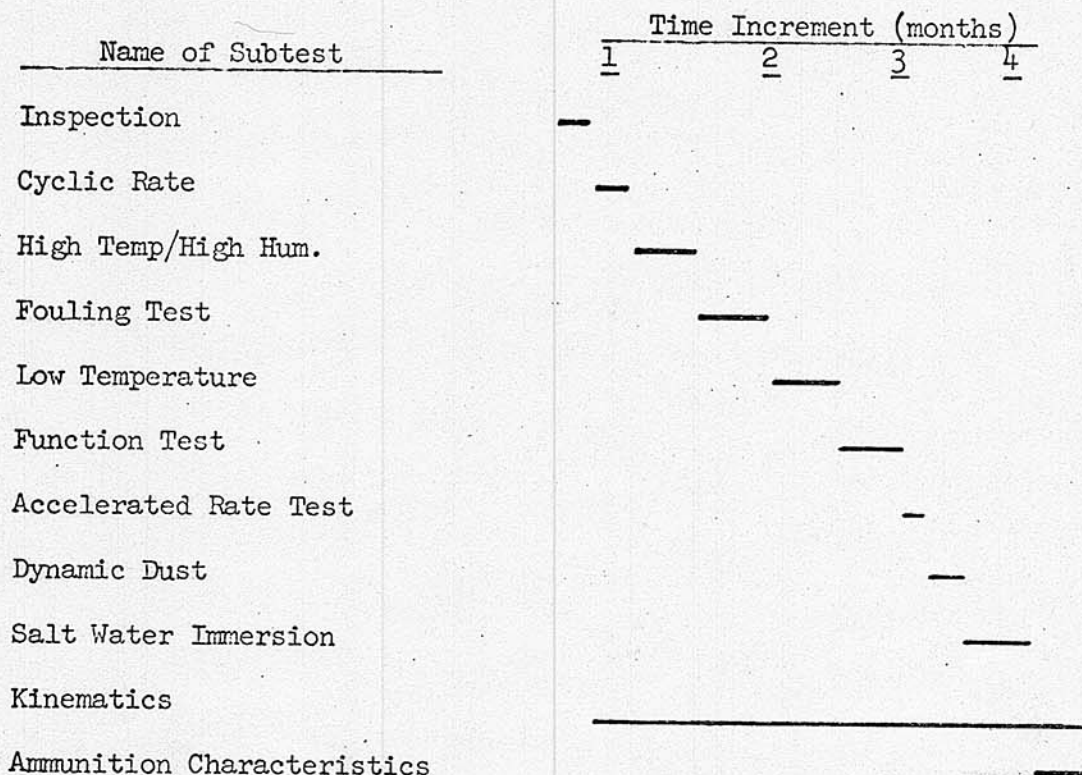 Time Increment (months)
Name of Subtest
1 2 3 4
Inspection
Cyclic Rate
High Temp/High Hum.
Fouling Test
Low Temperature
Function Test
Accelerated Rate Test
Dynamic Dust
Salt Water Immersion
Kinematics
Ammunition Characteristics